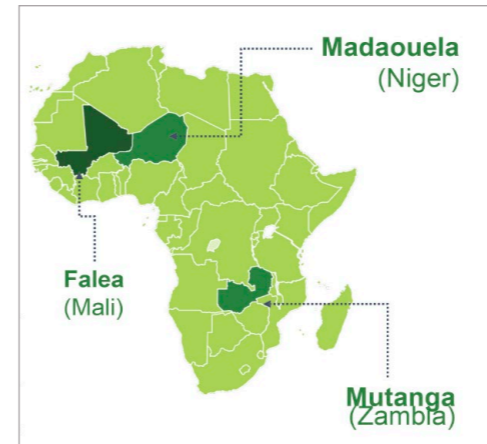 Madaouela
(Niger)
Falea
(Mali)
Mutanga
(Zambia)